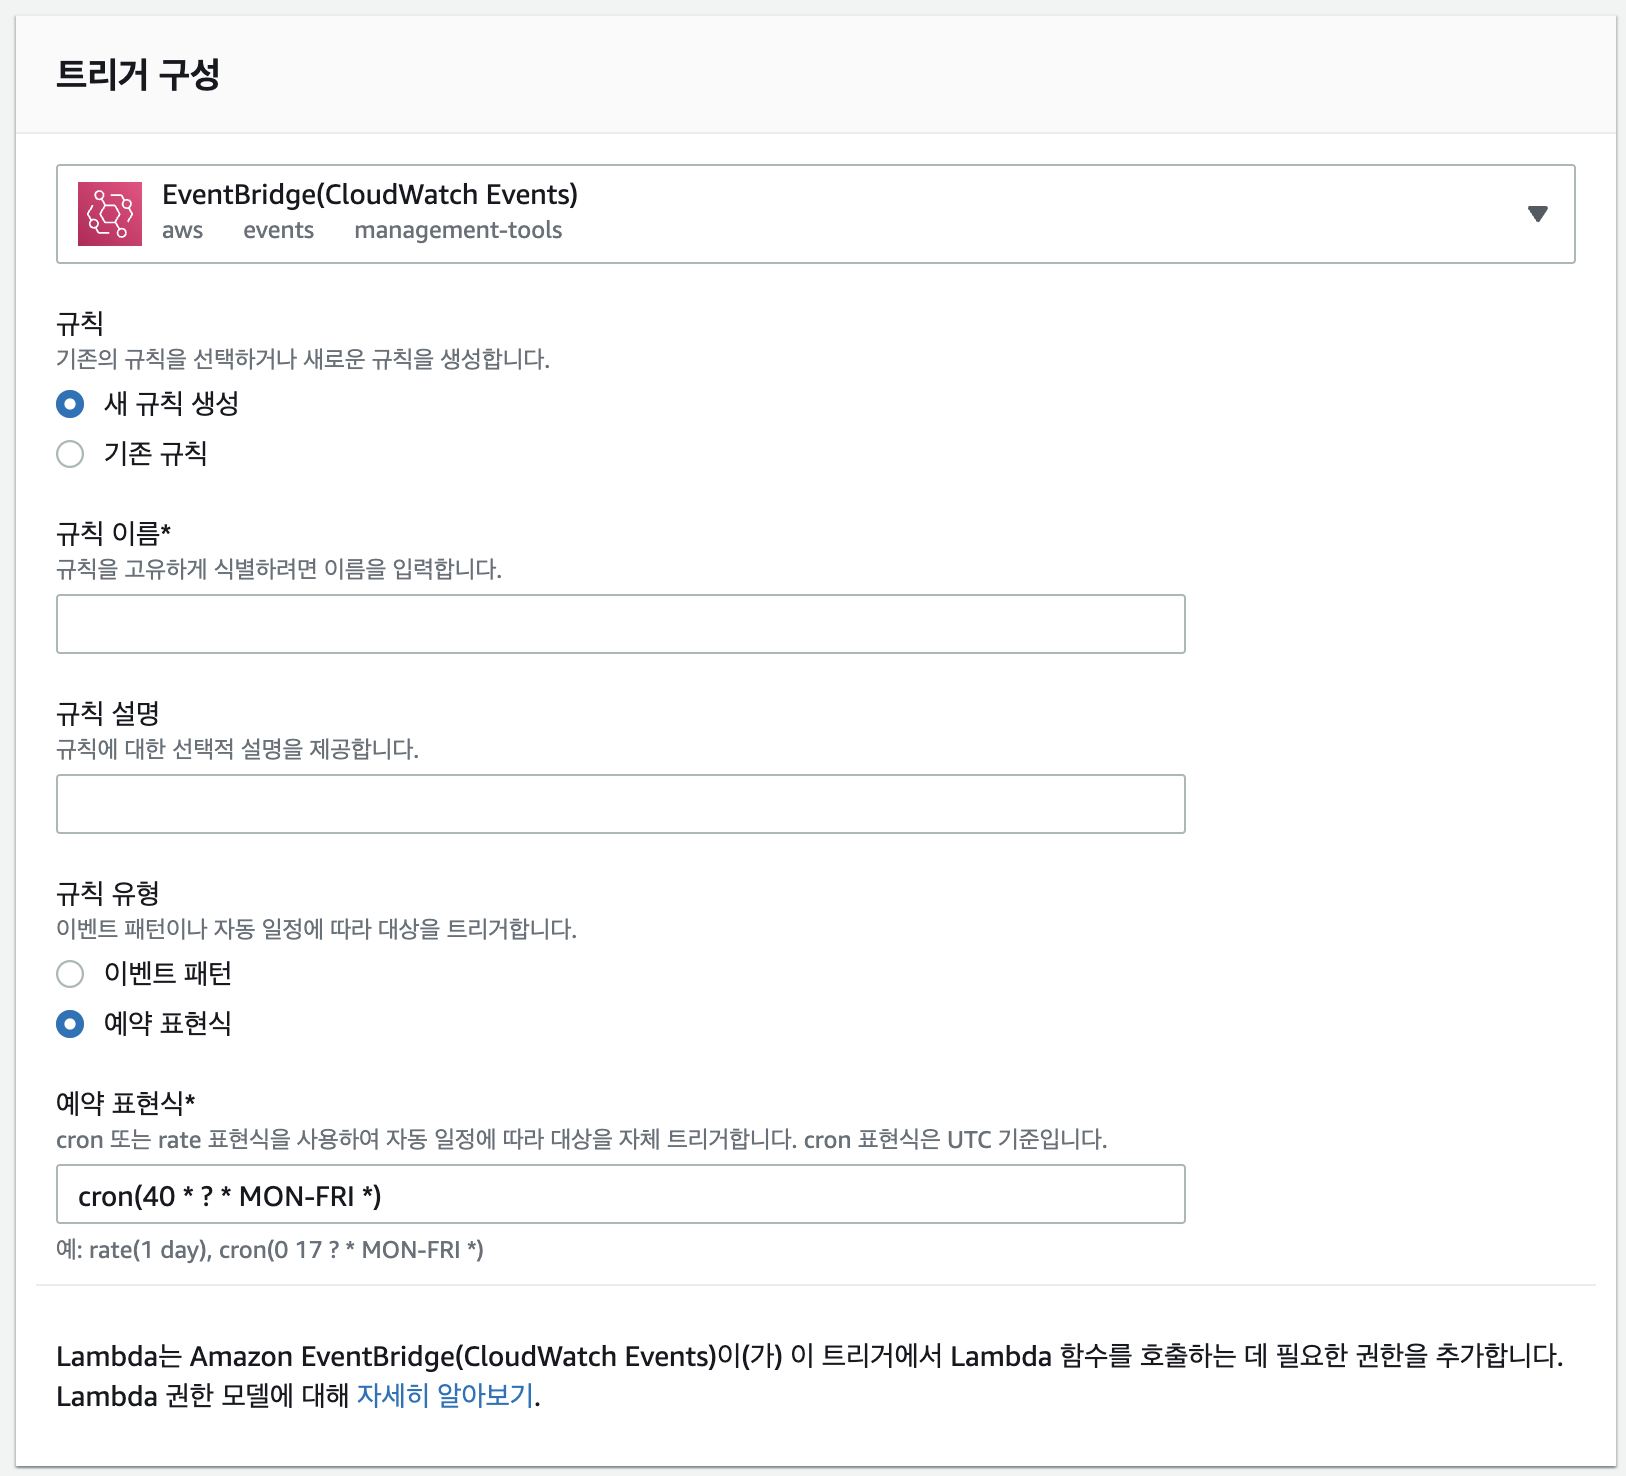 트리거 구성
EventBridge(CloudWatch Events)
aws events management-tools
규칙
기존의 규칙을 선택하거나 새로운 규칙을 생성합니다.
새 규칙 생성
기존 규칙
규칙 이름*
규칙을 고유하게 식별하려면 이름을 입력합니다.
규칙 설명
규칙에 대한 선택적 설명을 제공합니다.
규칙 유형
이벤트 패턴이나 자동 일정에 따라 대상을 트리거합니다.
이벤트 패턴
예약 표현식
예약 표현식*
cron 또는 rate 표현식을 사용하여 자동 일정에 따라 대상을 자체 트리거합니다. cron 표현식은 UTC 기준입니다.
cron(40 * ? * MON-FRI *)
예: rate(1 day), cron(0 17 ? * MON-FRI *)
Lambda는 Amazon EventBridge(CloudWatch Events)이(가) 이 트리거에서 Lambda 함수를 호출하는 데 필요한 권한을 추가합니다.
Lambda 권한 모델에 대해 자세히 알아보기.